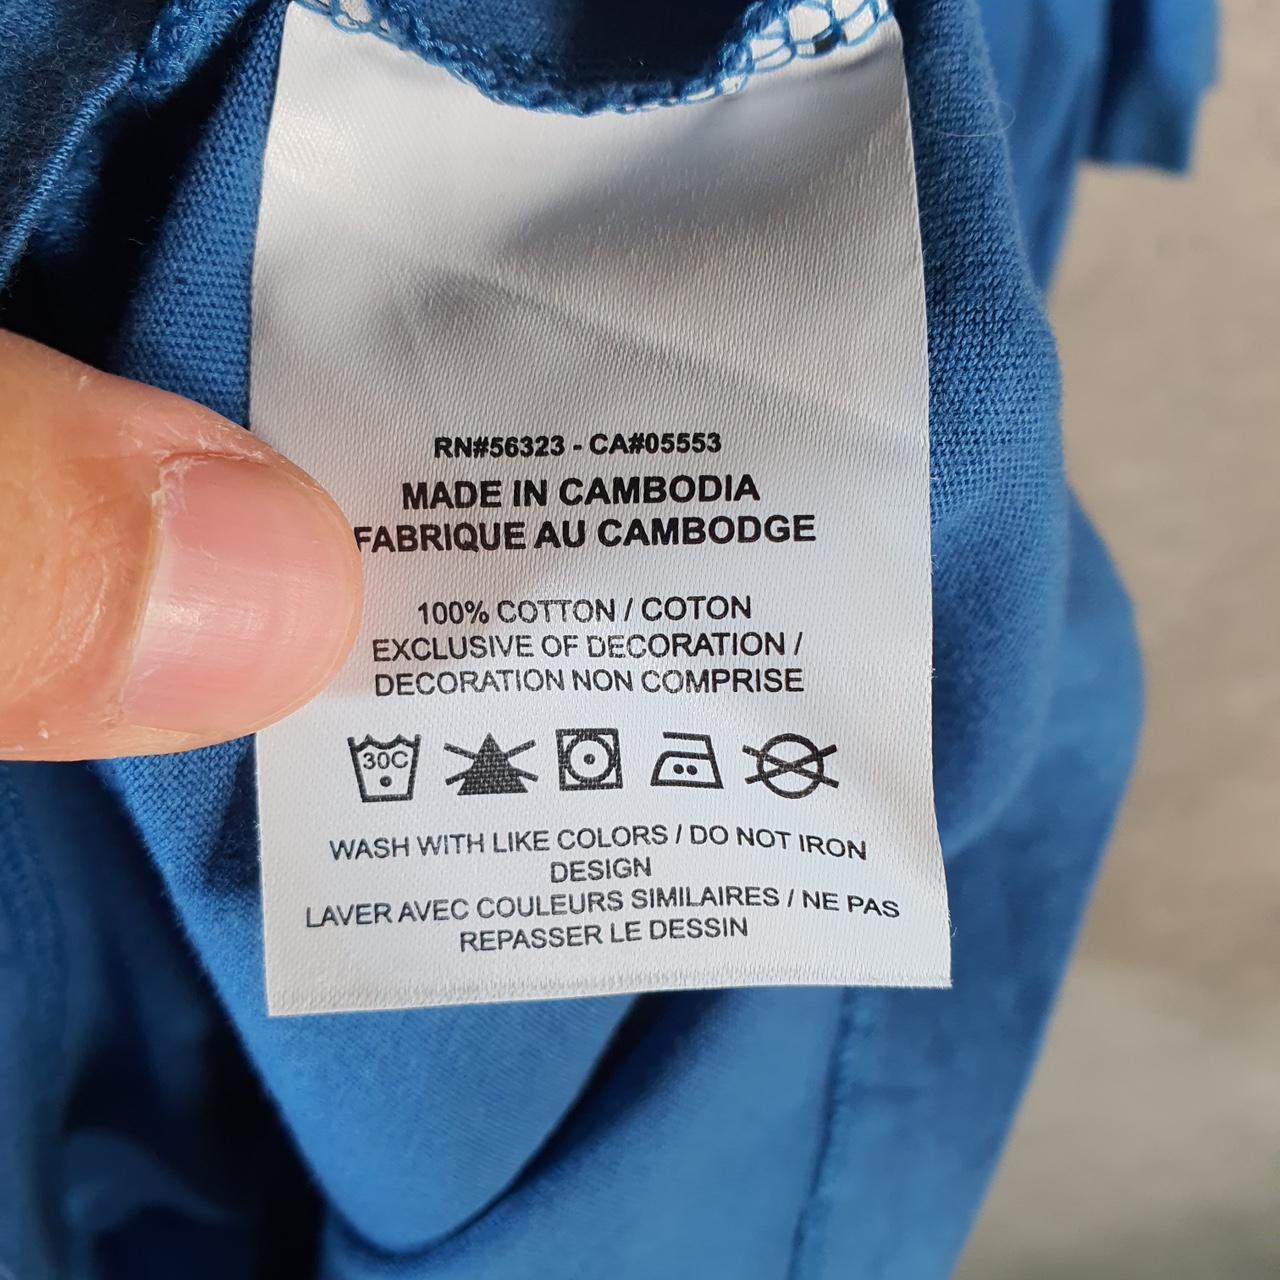 RN#56323 - CA#05553
MADE IN CAMBODIA
FABRIQUE AU CAMBODGE
100% COTTON / COTON
EXCLUSIVE OF DECORATION /
DECORATION NON COMPRISE
30C
WASH WITH LIKE COLORS / DO NOT IRON
DESIGN
LAVER AVEC COULEURS SIMILAIRES / NE PAS
REPASSER LE DESSIN